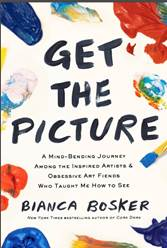 GET
THE
PICTURE
A MIND-BENDING JOURNEY
AMONG THE INSPIRED ARTISTS &
OBSESSIVE ART FIENDS
WHO TAUGHT ME HOW TO SEE
BIANCA BOSKER
NEW YORK TIMES BESTSELLING AUTHOR OF CORK DORK